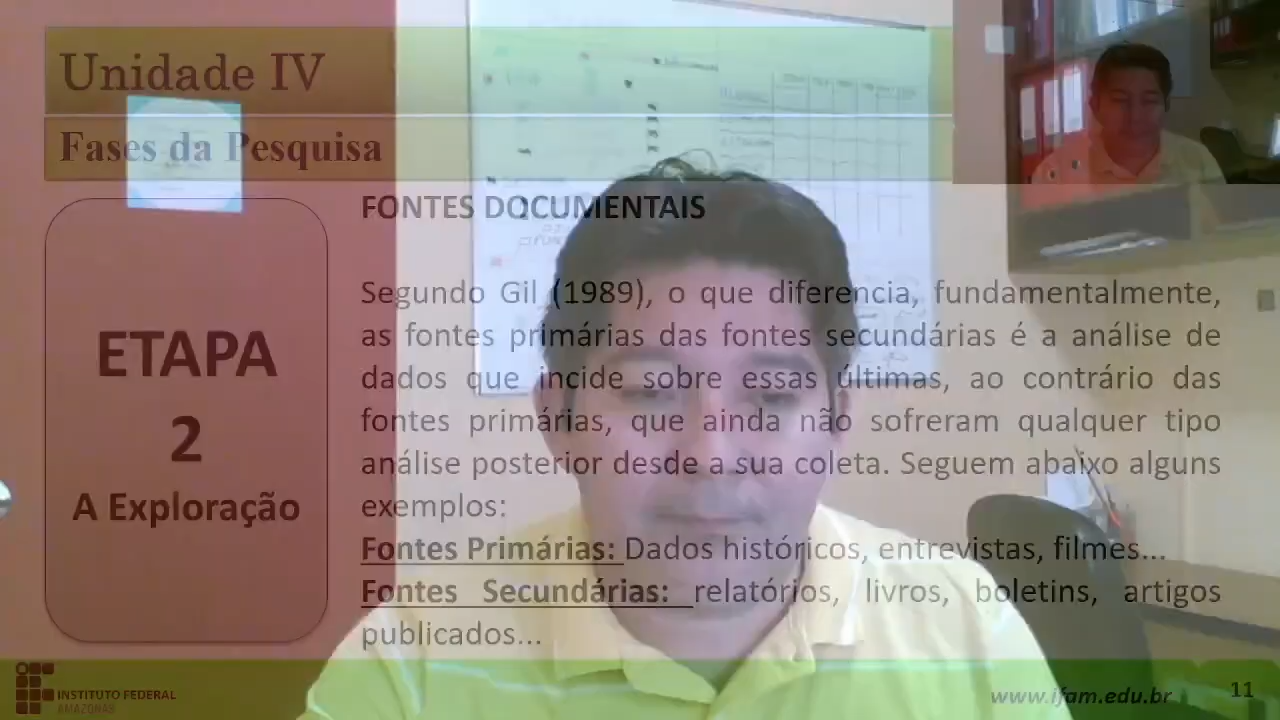 Unidade IV
Fases da Pesquisa
ETAPA
2
A Exploração
FONTES DOCUMENTAIS
Segundo Gil (1989), o que diferencia, fundamentalmente,
as fontes primárias das fontes secundárias é a análise de
dados que incide sobre essas últimas, ao contrário das
fontes primárias, que ainda não sofreram qualquer tipo
análise posterior desde a sua coleta. Seguem abaixo alguns
exemplos:
Fontes Primárias: Dados históricos, entrevistas, filmes...
Fontes Secundárias: relatórios, livros, boletins, artigos
publicados...
INSTITUTO FEDERAL
AMAZONAS
www.ifam.edu.br
11